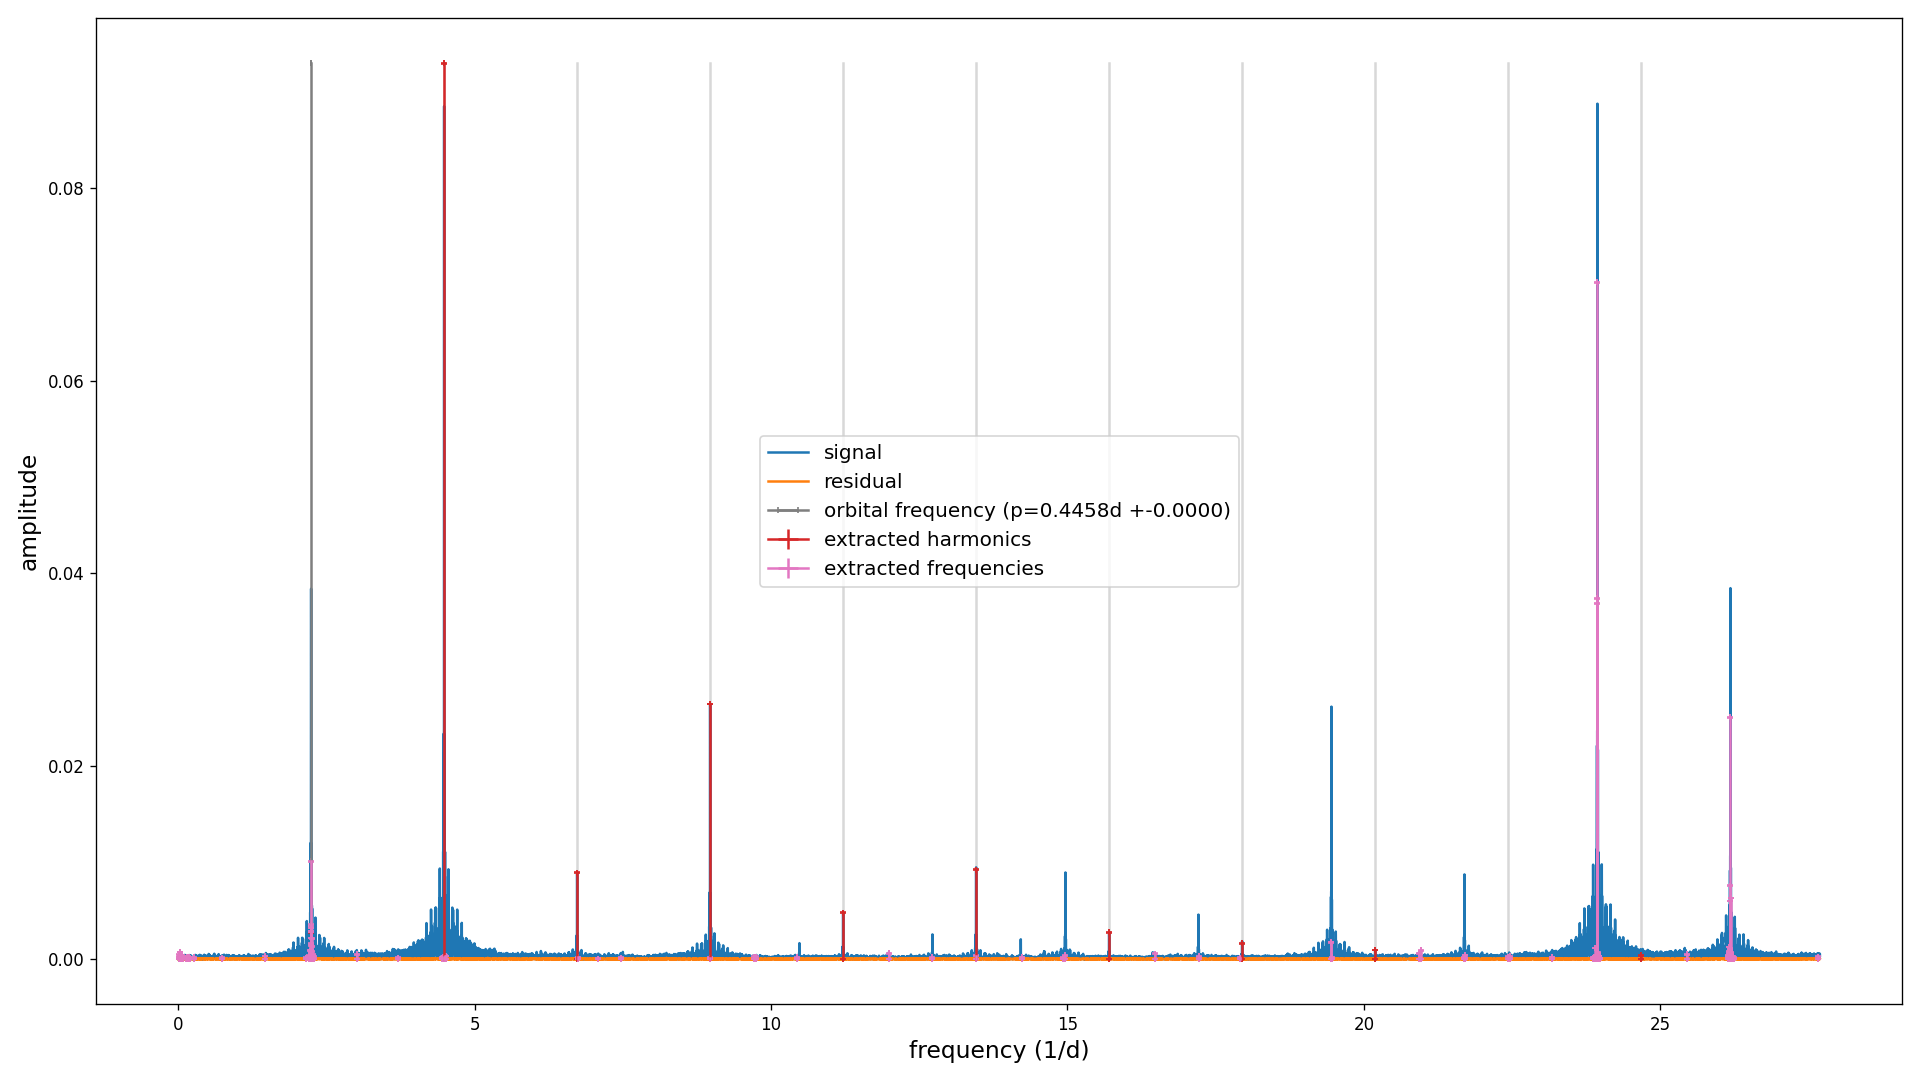 amplitude
0.08
0.06
0.04
0.02
0.00
signal
residual
orbital frequency (p=0.4458d +-0.0000)
extracted harmonics
extracted frequencies
0 5 10 15 20 25
frequency (1/d)